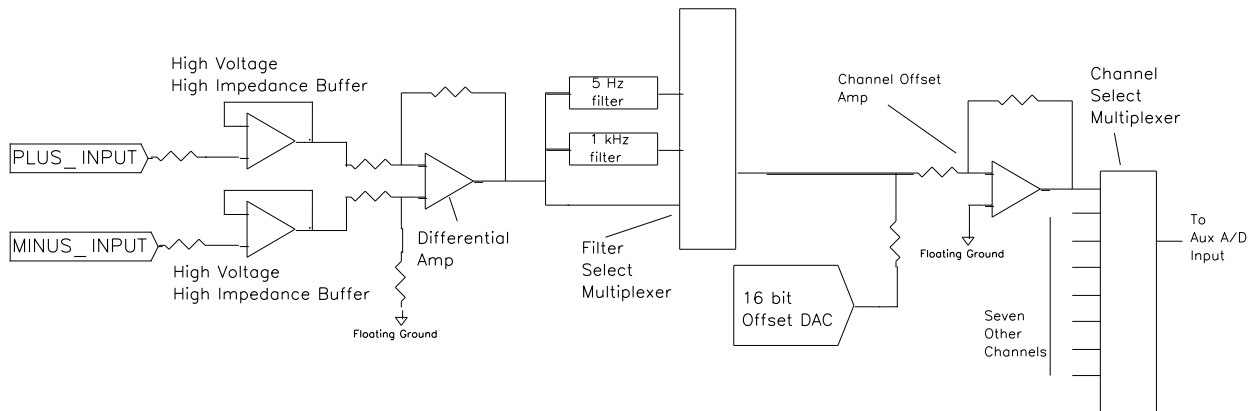 High Voltage
High Impedance Buffer
PLUS_INPUT
MINUS_INPUT
High Voltage
High Impedance Buffer
Differential
Amp
Floating Ground
5 Hz
filter
1 kHz
filter
Filter
Select
Multiplexer
16 bit
Offset DAC
Channel Offset
Amp
Floating Ground
Channel
Select
Multiplexer
Seven
Other
Channels
To
Aux A/D
Input